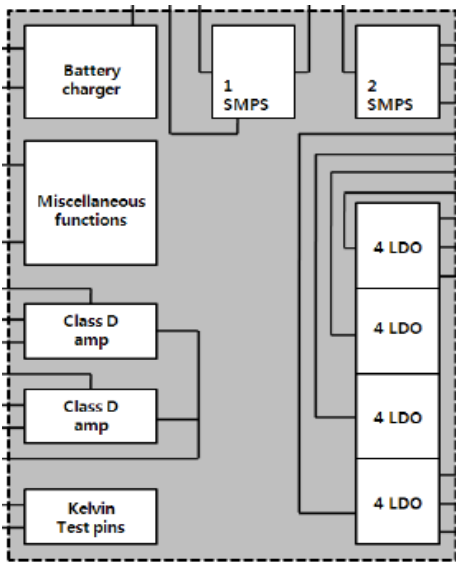 Battery
charger
1
SMPS
2
SMPS
Miscellaneous
functions
4 LDO
Class D
amp
4 LDO
Class D
amp
4 LDO
Kelvin
Test pins
4 LDO